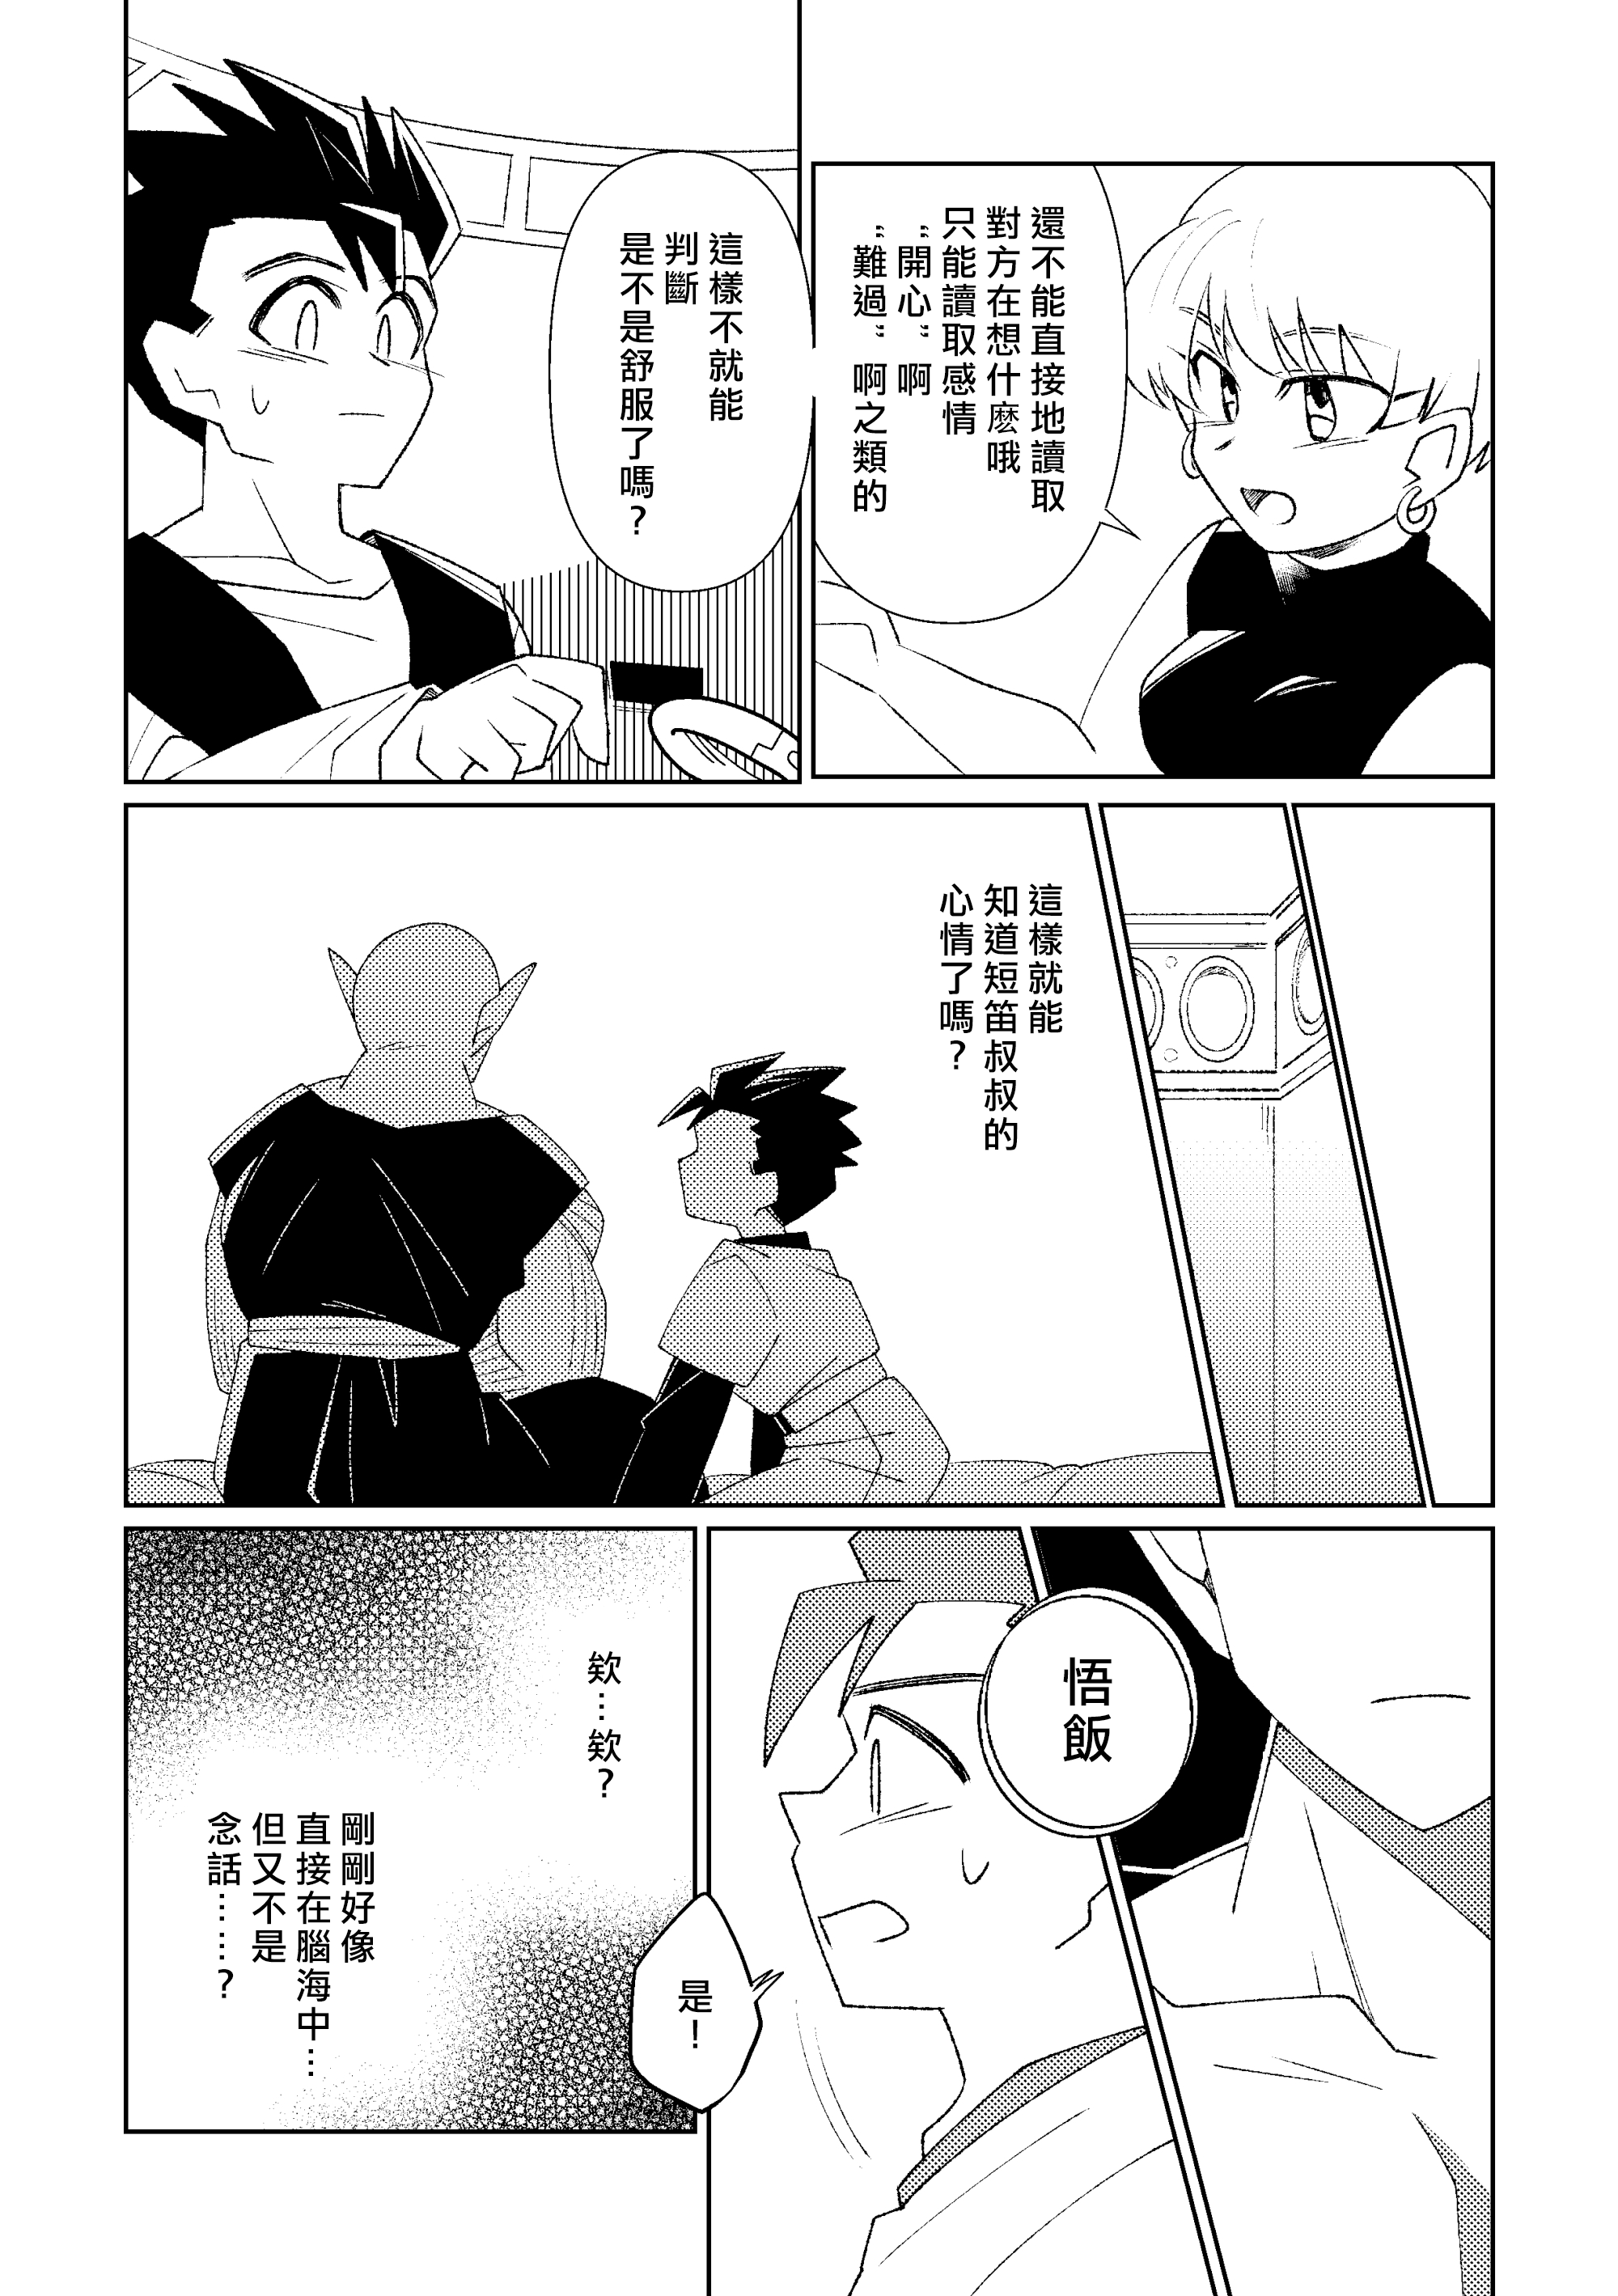 還不能直接地讀取
對方在想什麽哦
只能讀取感情
“開心”啊
“難過”啊之類的
這樣不就能
判斷
是不是舒服了嗎？
這樣就能
知道短笛叔叔的
心情了嗎？
悟飯
是！
欸…欸？
剛剛好像
直接在腦海中…
但又不是
念話……？